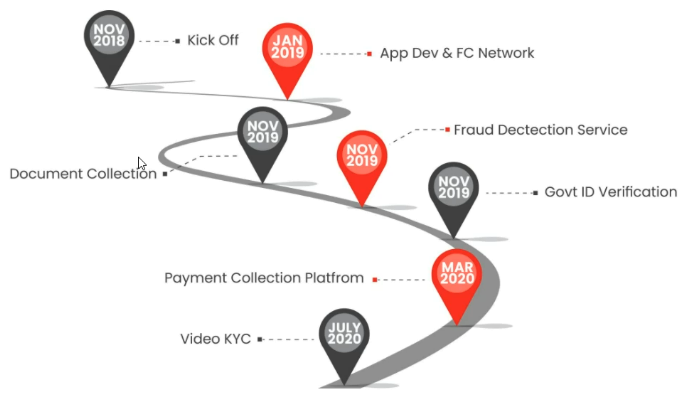 NOV
2018
Kick Off
JAN
2019
App Dev & FC Network
NOV
2019
Document Collection
NOV
2019
Fraud Dectection Service
NOV
2019
Govt ID Verification
MAR
2020
Payment Collection Platfrom
JULY
2020
Video KYC